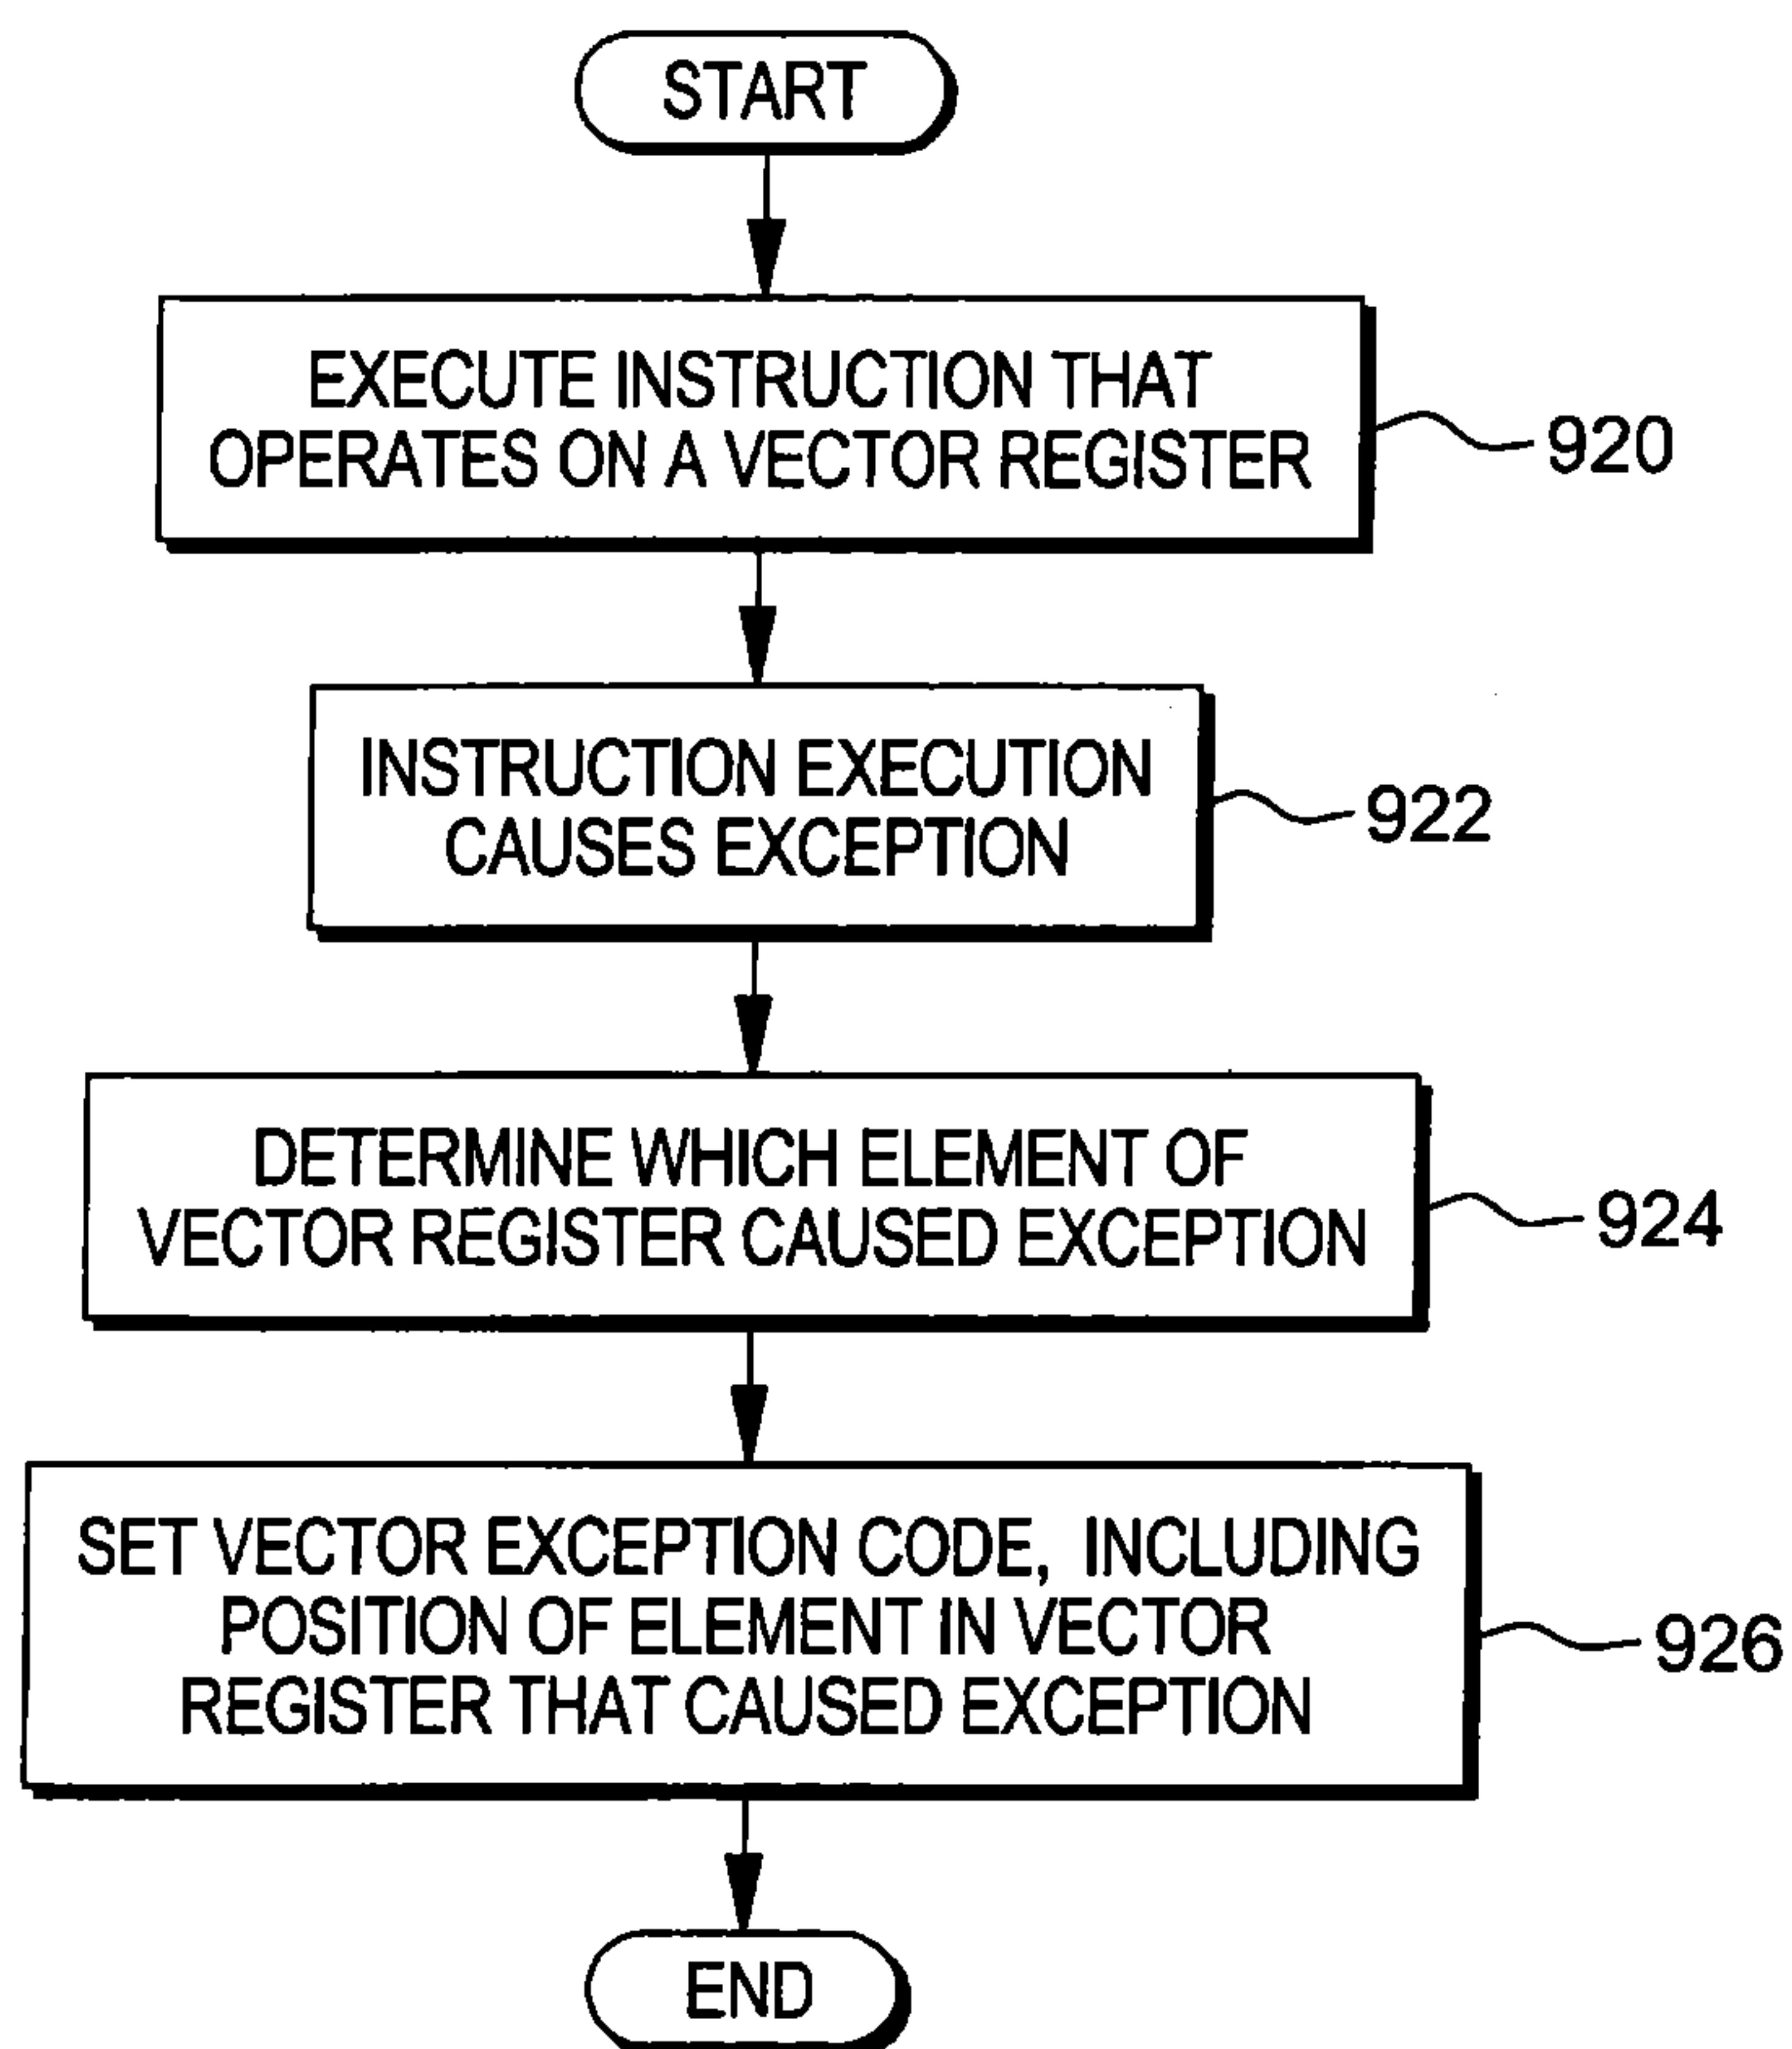 START
EXECUTE INSTRUCTION THAT
OPERATES ON A VECTOR REGISTER
920
INSTRUCTION EXECUTION
CAUSES EXCEPTION
922
DETERMINE WHICH ELEMENT OF
VECTOR REGISTER CAUSED EXCEPTION
924
SET VECTOR EXCEPTION CODE, INCLUDING
POSITION OF ELEMENT IN VECTOR
REGISTER THAT CAUSED EXCEPTION
926
END